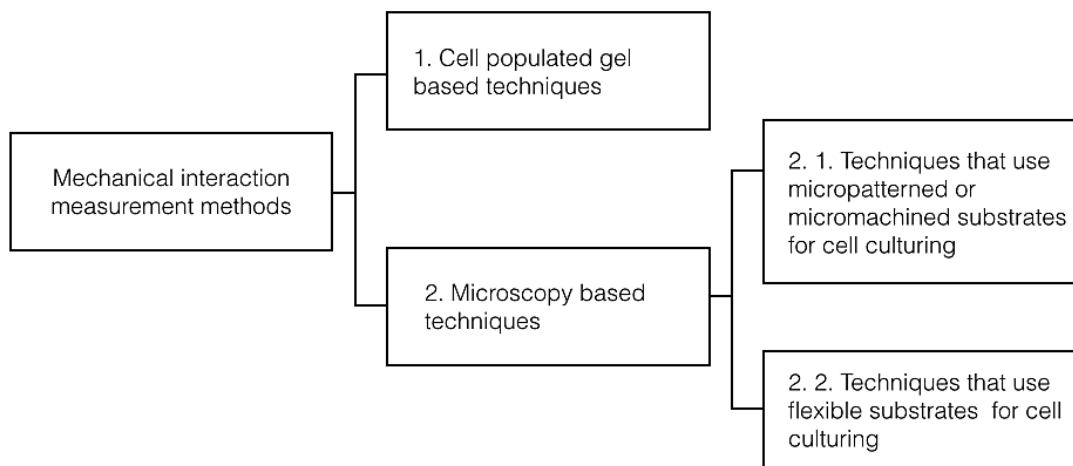 1. Cell populated gel
based techniques
Mechanical interaction
measurement methods
2. 1. Techniques that use
micropatterned or
micromachined substrates
for cell culturing
2. Microscopy based
techniques
2. 2. Techniques that use
flexible substrates for cell
culturing